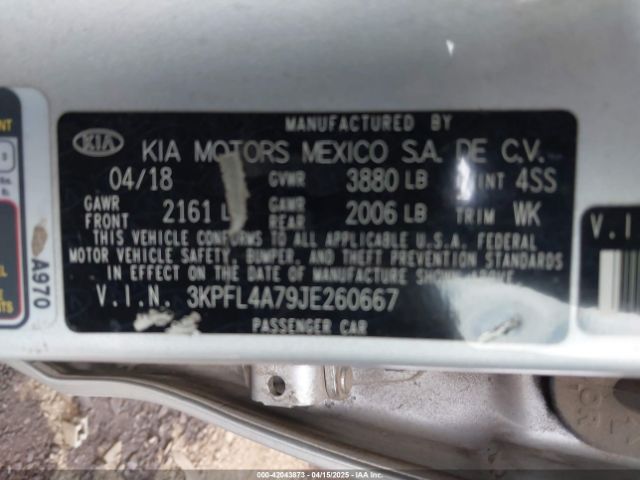 MANUFACTURED BY
KIA KIA MOTORS MEXICO S.A. DE C.V.
04/18 GVWR 3880 LB INT 4SS
GAWR FRONT 2161 GAWR REAR 2006 LB TRIM WK
THIS VEHICLE CONFORMS TO ALL APPLICABLE U.S.A. FEDERAL
MOTOR VEHICLE SAFETY, BUMPER, AND THEFT PREVENTION STANDARDS
IN EFFECT ON THE DATE OF MANUFACTURE SHOWN ABOVE.
V.I.N. 3KPFL4A79JE260667
PASSENGER CAR
A970
V.I
000-42043873 - 04/15/2025 - IAA Inc.